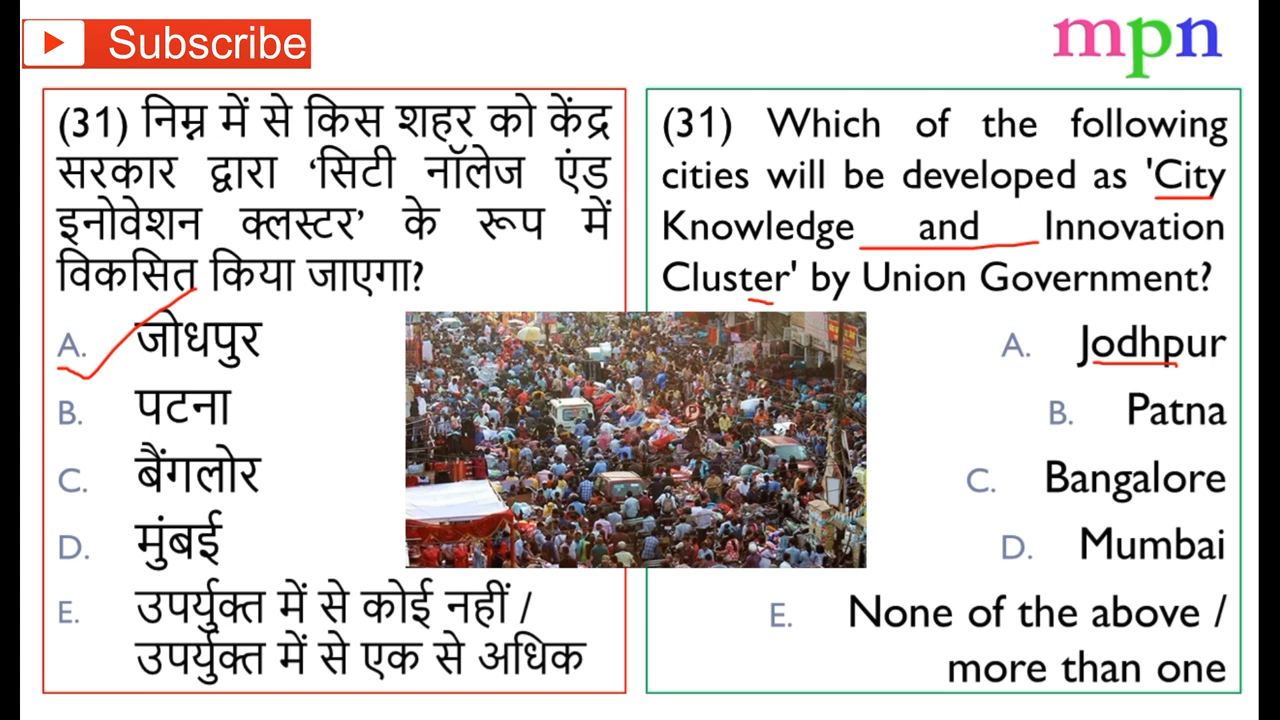 Subscribe
mpn
(31) निम्न में से किस शहर को केंद्र
सरकार द्वारा ‘सिटी नॉलेज एंड
इनोवेशन क्लस्टर’ के रूप में
विकसित किया जाएगा?
A. जोधपुर
B. पटना
C. बैंगलोर
D. मुंबई
E. उपर्युक्त में से कोई नहीं /
उपर्युक्त में से एक से अधिक
(31) Which of the following
cities will be developed as 'City
Knowledge and Innovation
Cluster' by Union Government?
A. Jodhpur
B. Patna
C. Bangalore
D. Mumbai
E. None of the above /
more than one